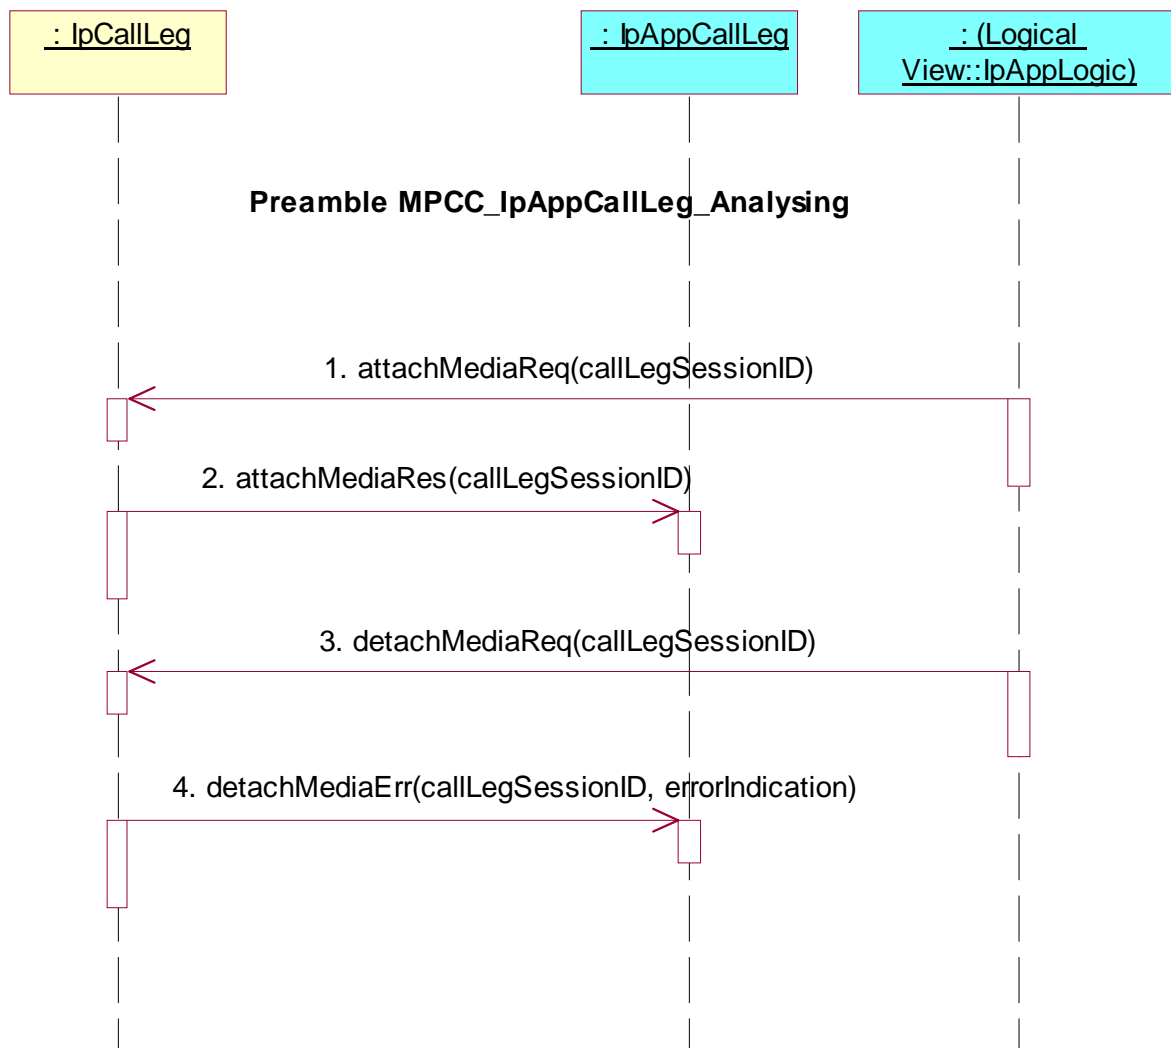 : IpCallLeg
: IpAppCallLeg
: (Logical
View::IpAppLogic)
Preamble MPCC_IpAppCallLeg_Analysing
1. attachMediaReq(callLegSessionID)
2. attachMediaRes(callLegSessionID)
3. detachMediaReq(callLegSessionID)
4. detachMediaErr(callLegSessionID, errorIndication)